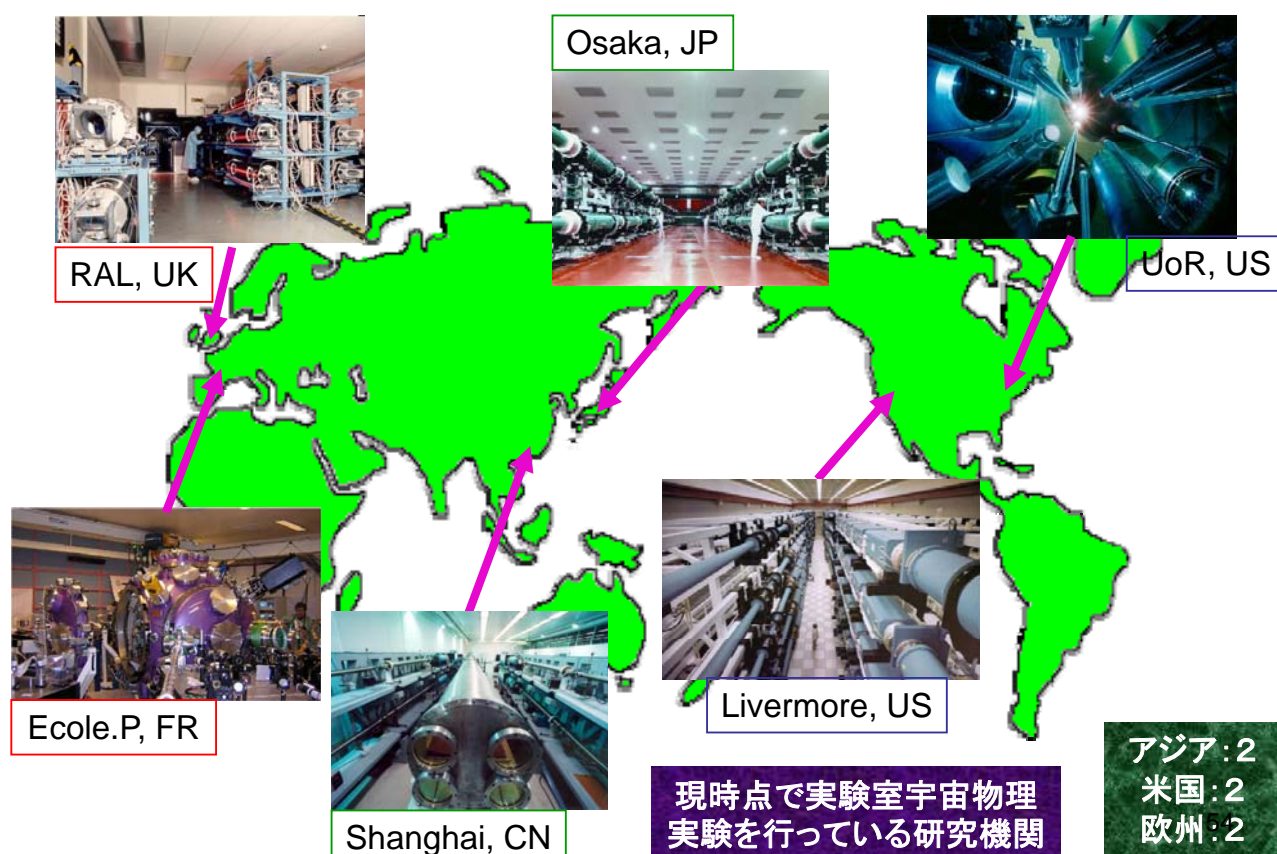 Osaka, JP
RAL, UK
UoR, US
Ecole.P, FR
Livermore, US
Shanghai, CN
現時点で実験室宇宙物理
実験を行っている研究機関
アジア:2
米国:2
欧州:2
54